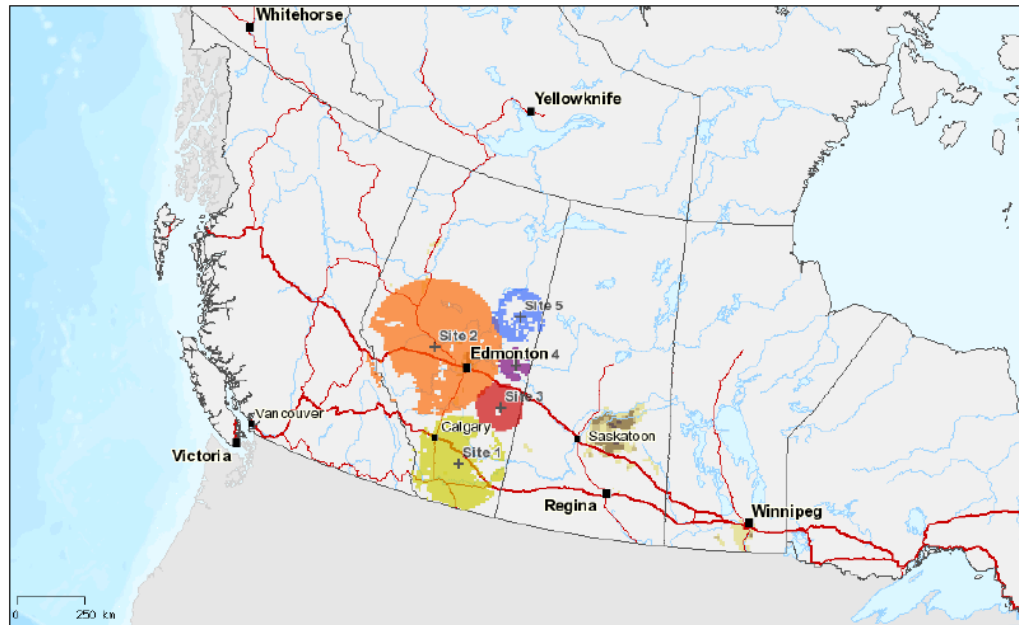 Whitehorse
Yellowknife
Site 5
Site 2
Edmonton 4
Site 3
Vancouver
Calgary
Saskatoon
Victoria
Site 1
Regina
Winnipeg
0 250 km